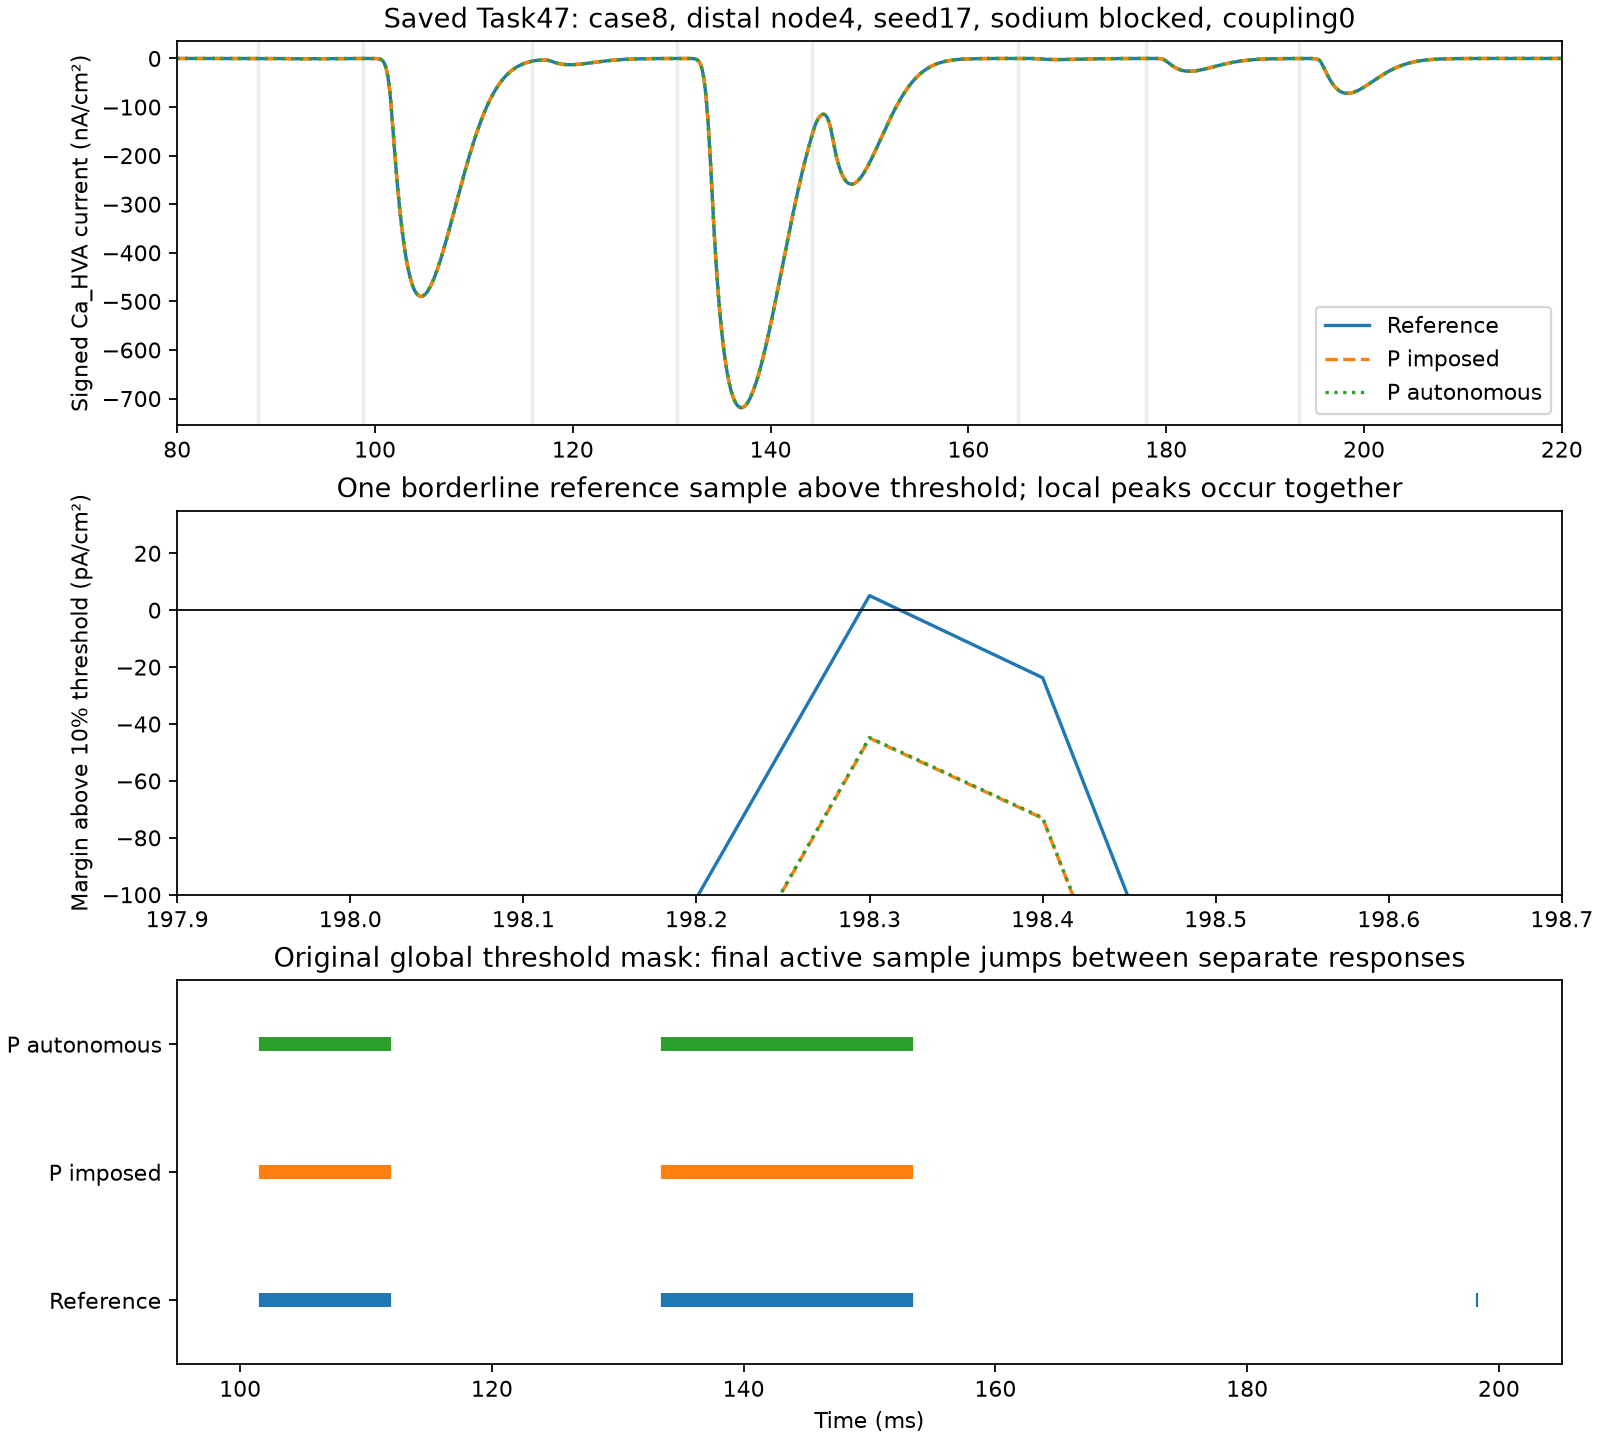 Saved Task47: case8, distal node4, seed17, sodium blocked, coupling0
Signed Ca_HVA current (nA/cm²)
0
−100
−200
−300
−400
−500
−600
−700
Reference
P imposed
P autonomous
80 100 120 140 160 180 200 220
One borderline reference sample above threshold; local peaks occur together
Margin above 10% threshold (pA/cm²)
20
0
−20
−40
−60
−80
−100
197.9 198.0 198.1 198.2 198.3 198.4 198.5 198.6 198.7
Original global threshold mask: final active sample jumps between separate responses
P autonomous
P imposed
Reference
100 120 140 160 180 200
Time (ms)